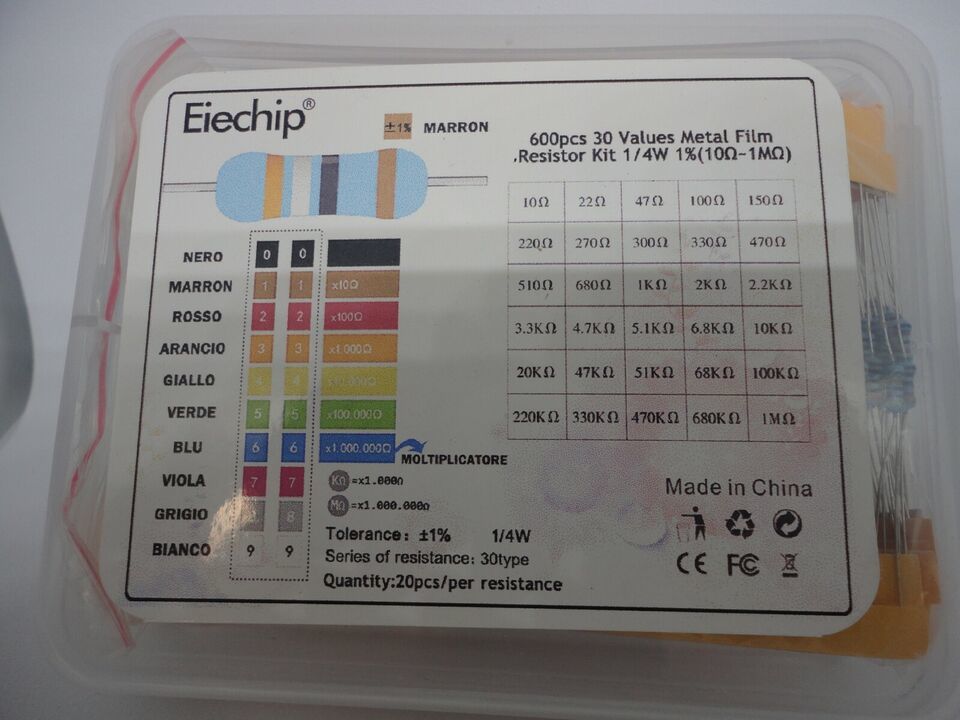 Eiechip®
±1% MARRON
600pcs 30 Values Metal Film
.Resistor Kit 1/4W 1%(10Ω~1MΩ)
10Ω 22Ω 47Ω 100Ω 150Ω
220Ω 270Ω 300Ω 330Ω 470Ω
510Ω 680Ω 1KΩ 2KΩ 2.2KΩ
3.3KΩ 4.7KΩ 5.1KΩ 6.8KΩ 10KΩ
20KΩ 47KΩ 51KΩ 68KΩ 100KΩ
220KΩ 330KΩ 470KΩ 680KΩ 1MΩ
NERO 0 0
MARRON 1 1 x10Ω
ROSSO 2 2 x100Ω
ARANCIO 3 3 x1.000Ω
GIALLO 4 4 x10.000Ω
VERDE 5 5 x100.000Ω
BLU 6 6 x1.000.000Ω
MOLTIPLICATORE
VIOLA 7 7
KΩ =x1.000Ω
GRIGIO 8
MΩ =x1.000.000Ω
BIANCO 9 9
Tolerance: ±1% 1/4W
Series of resistance: 30type
Quantity:20pcs/per resistance
Made in China
CE FC